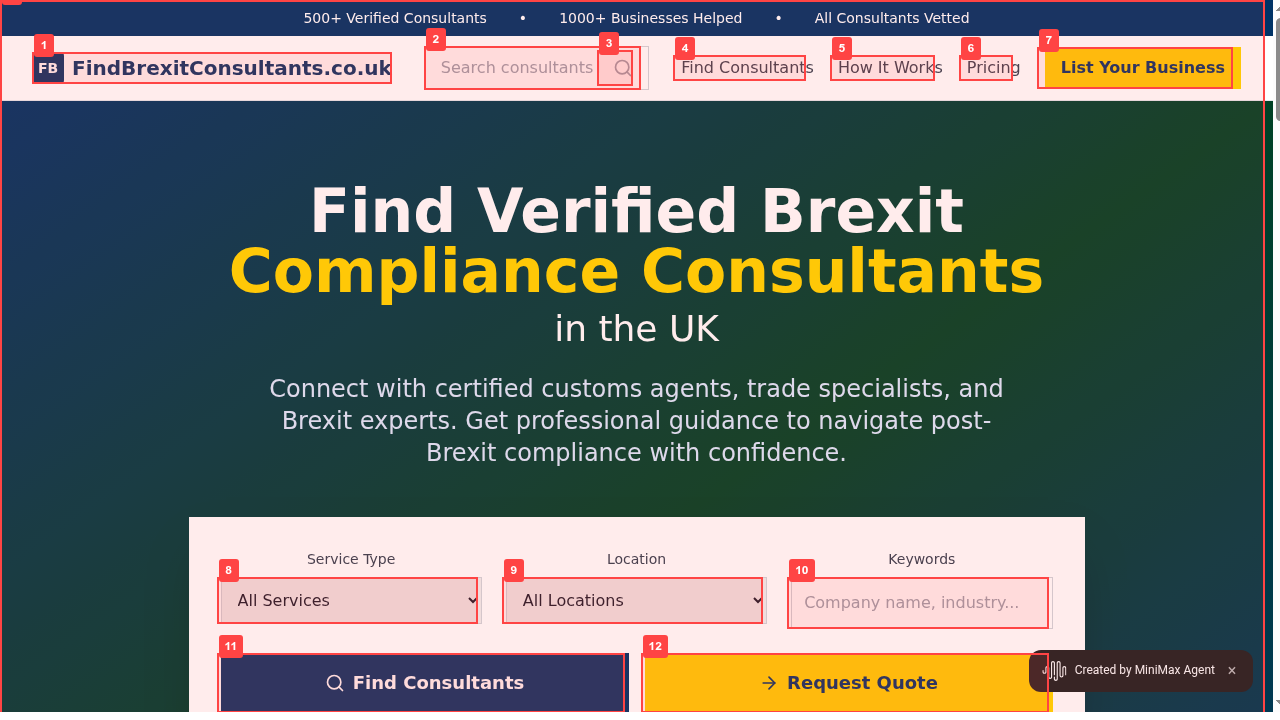 500+ Verified Consultants • 1000+ Businesses Helped • All Consultants Vetted
1 2 3 4 5 6 7
FB FindBrexitConsultants.co.uk Search consultants Find Consultants How It Works Pricing List Your Business
Find Verified Brexit
Compliance Consultants
in the UK
Connect with certified customs agents, trade specialists, and
Brexit experts. Get professional guidance to navigate post-
Brexit compliance with confidence.
Service Type Location Keywords
8 9 10
All Services All Locations Company name, industry...
11 12
Find Consultants Request Quote
Created by MiniMax Agent ×